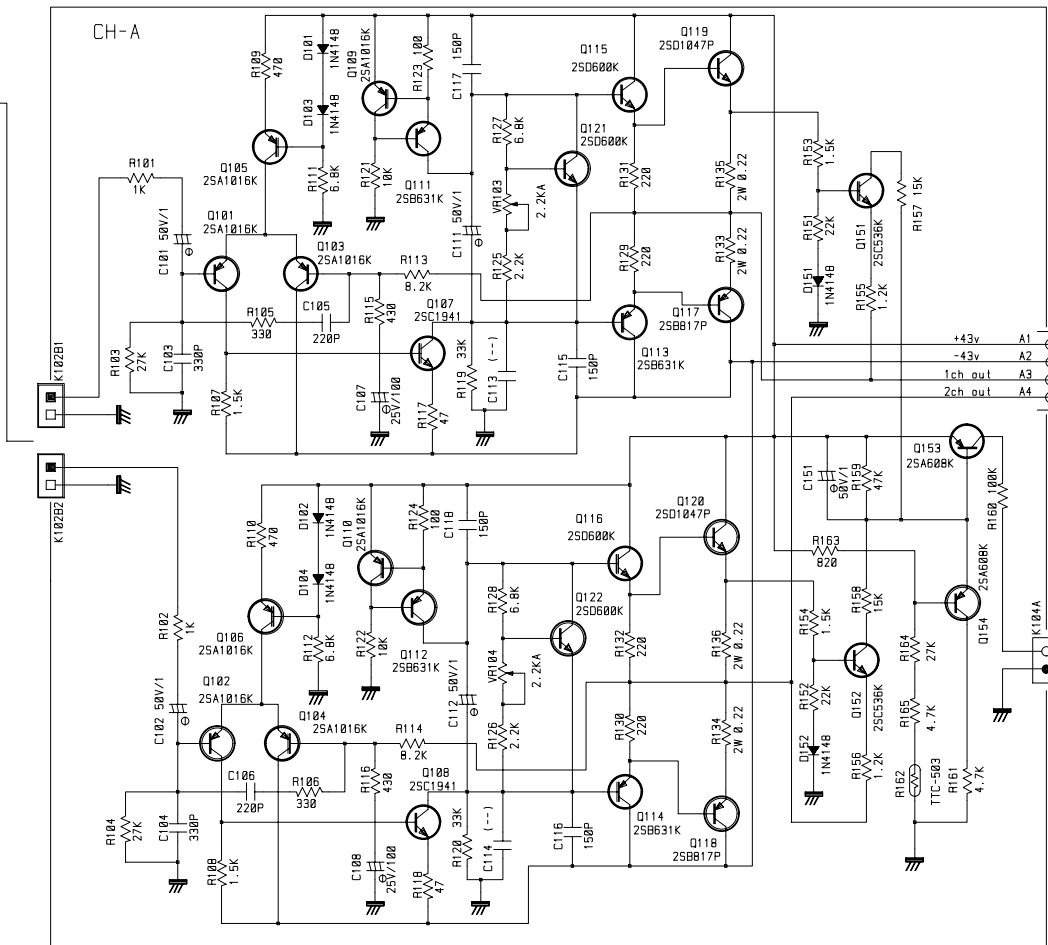 CH-A
R109
470
D101
1N4148
Q109
2SA1016K
R123 100
C117
150P
Q115
2SD600K
Q119
2SD1047P
D103
1N4148
R127
6.8K
Q121
2SD600K
R101
1K
Q105
2SA1016K
R111
6.8K
R121
10K
Q111
2SB631K
C111 50V/1
VR103
2.2KA
R131
220
R135
2W 0.22
R153
1.5K
R157 15K
Q101
2SA1016K
C101 50V/1
Q103
2SA1016K
R113
8.2K
R125
2.2K
R129
220
R133
2W 0.22
R151
22K
Q151
2SC536K
R115
430
Q107
2SC1941
Q117
2SB817P
D151
1N4148
R155
1.2K
R105
330
C105
220P
R103
27K
C103
330P
R119
33K
C113 (--)
C115
150P
Q113
2SB631K
+43v A1
-43v A2
1ch out A3
2ch out A4
K102B1
R107
1.5K
C107
25V/100
R117
47
K102B2
R110
470
D102
1N4148
Q110
2SA1016K
R124
100
C118
150P
Q116
2SD600K
Q120
2SD1047P
C151
50V/1
R159
47K
Q153
2SA608K
R160 100K
D104
1N4148
R163
820
2SA608K
Q154
R102
1K
Q106
2SA1016K
R112
6.8K
R122
10K
Q112
2SB631K
R128
6.8K
Q122
2SD600K
R132
220
R136
2W 0.22
R154
1.5K
R158
15K
R164
27K
K104A
Q102
2SA1016K
C102 50V/1
Q104
2SA1016K
R114
8.2K
C112 50V/1
VR104
2.2KA
R126
2.2K
R130
220
R134
2W 0.22
R152
22K
Q152
2SC536K
R165
4.7K
D152
1N4148
R156
1.2K
C106
220P
R106
330
R116
430
Q108
2SC1941
R162
TTC-503
R161
4.7K
R104
27K
C104
330P
R120
33K
C114 (--)
C116
150P
Q114
2SB631K
Q118
2SB817P
R108
1.5K
C108
25V/100
R118
47